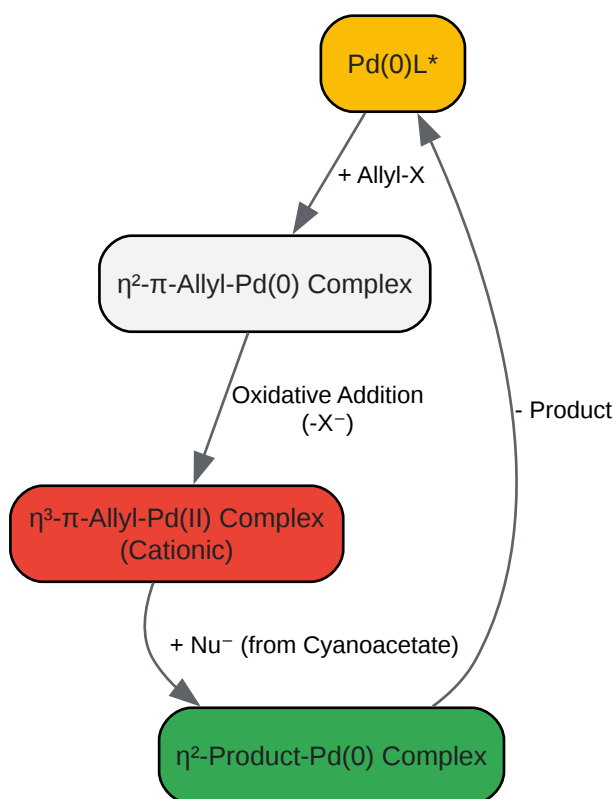 Pd(0)L*
+ Allyl-X
η²-π-Allyl-Pd(0) Complex
Oxidative Addition
(-X⁻)
- Product
η³-π-Allyl-Pd(II) Complex
(Cationic)
+ Nu⁻ (from Cyanoacetate)
η²-Product-Pd(0) Complex